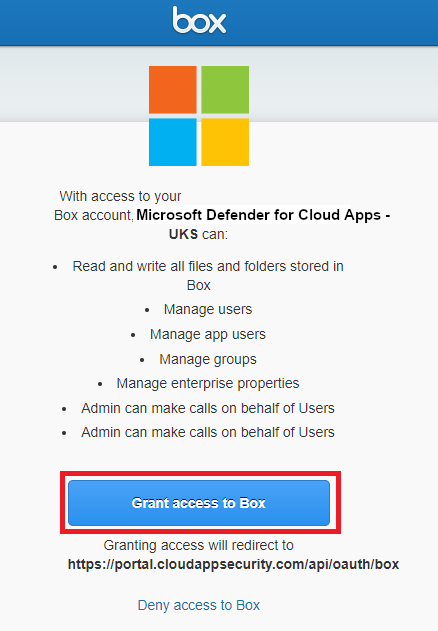 box
With access to your
Box account, Microsoft Defender for Cloud Apps -
UKS can:
• Read and write all files and folders stored in
Box
• Manage users
• Manage app users
• Manage groups
• Manage enterprise properties
• Admin can make calls on behalf of Users
• Admin can make calls on behalf of Users
Grant access to Box
Granting access will redirect to
https://portal.cloudappsecurity.com/api/oauth/box
Deny access to Box